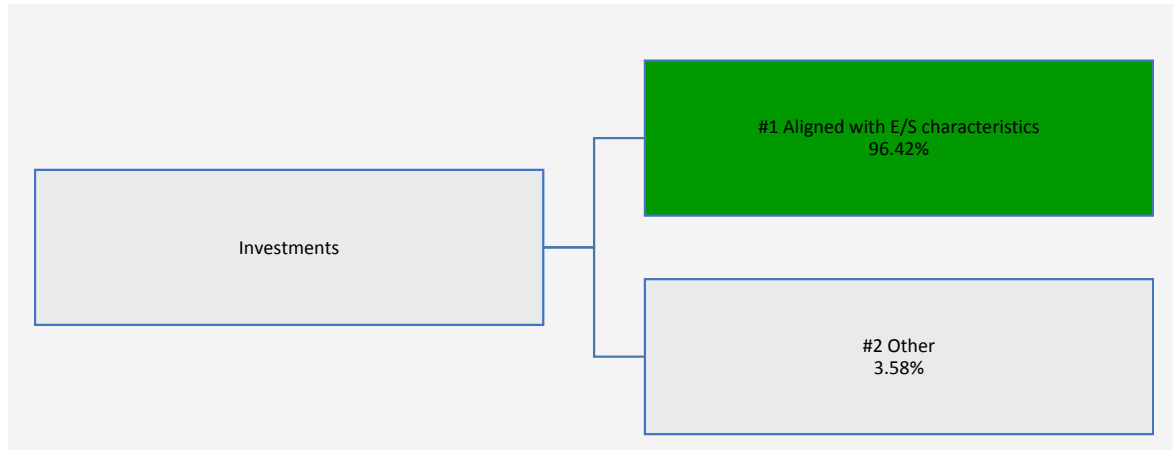 Investments
#1 Aligned with E/S characteristics
96.42%
#2 Other
3.58%